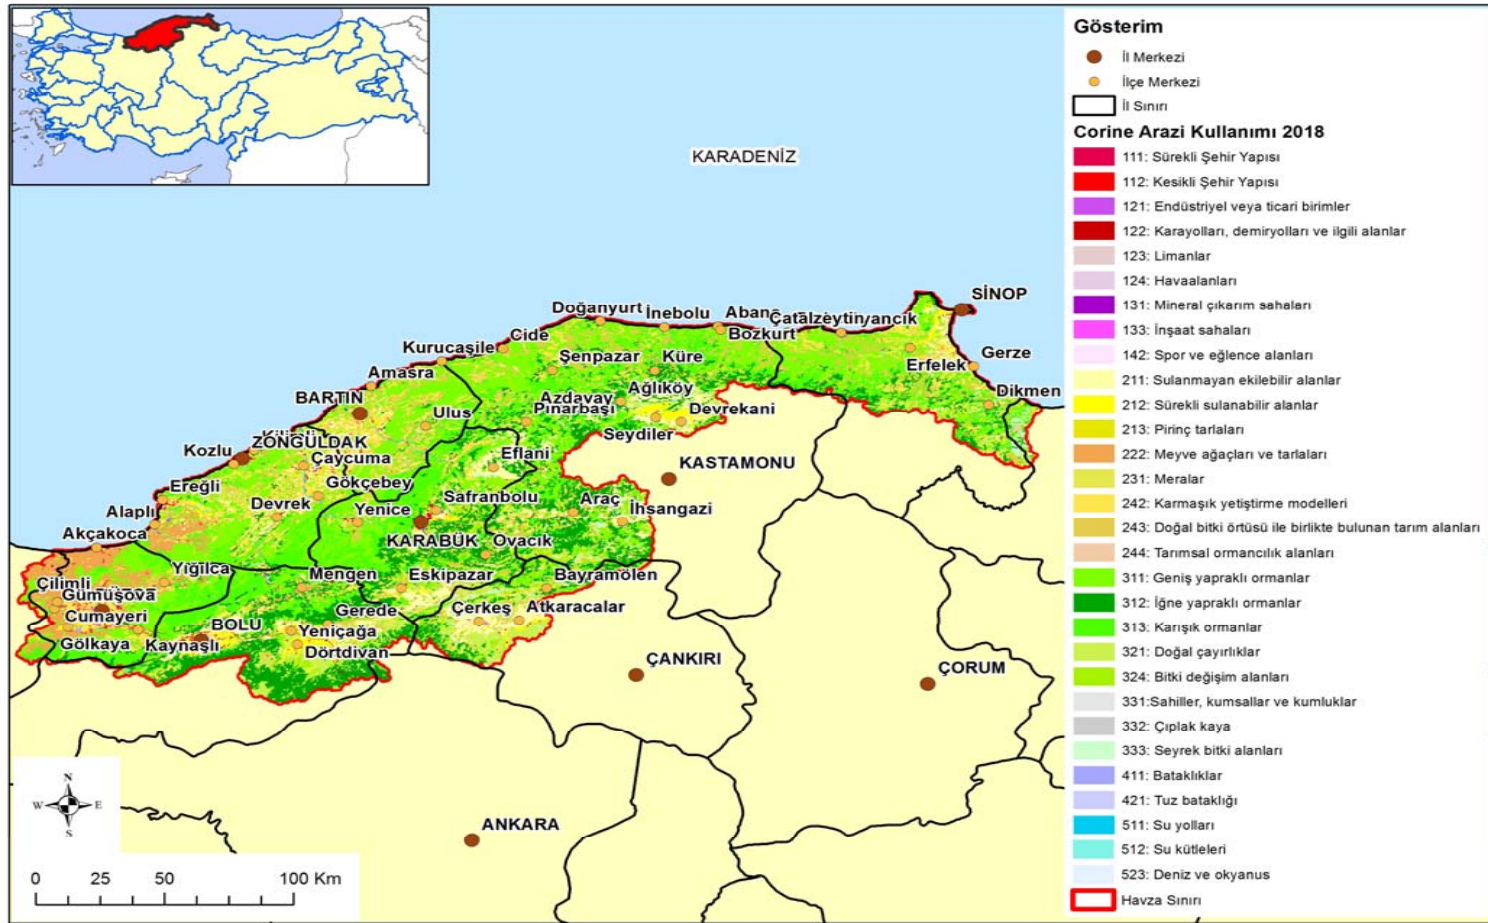 KARADENİZ
SİNOP
Doğanyurt
İnebolu
Bozkurt
Cide
Kurucaşile
Şenpazar
Küre
Erfelek
Gerze
Amasra
Ağlıköy
Dikmen
BARTIN
Azdavay
Ulus
Pınarbaşı
Devrekani
Seydiler
ZONGULDAK
Kozlu
Çaycuma
Eflani
KASTAMONU
Gökçebey
Ereğli
Safranbolu
Devrek
Yenice
Araç
İhsangazi
Alaplı
Akçakoca
KARABÜK
Ovacık
Yığılca
Mengen
Eskipazar
Bayramölen
Çilimli
Gümüşova
Cumayeri
Gerede
Çerkeş
Atkaracalar
BOLU
Yeniçağa
Gölkaya
Kaynaşlı
Dörtdivan
ÇANKIRI
ÇORUM
ANKARA
N
W
E
S
0 25 50 100 Km
Gösterim
İl Merkezi
İlçe Merkezi
İl Sınırı
Corine Arazi Kullanımı 2018
111: Sürekli Şehir Yapısı
112: Kesikli Şehir Yapısı
121: Endüstriyel veya ticari birimler
122: Karayolları, demiryolları ve ilgili alanlar
123: Limanlar
124: Havaalanları
131: Mineral çıkarım sahaları
133: İnşaat sahaları
142: Spor ve eğlence alanları
211: Sulanmayan ekilebilir alanlar
212: Sürekli sulanabilir alanlar
213: Pirinç tarlaları
222: Meyve ağaçları ve tarlaları
231: Meralar
242: Karmaşık yetiştirme modelleri
243: Doğal bitki örtüsü ile birlikte bulunan tarım alanları
244: Tarımsal ormancılık alanları
311: Geniş yapraklı ormanlar
312: İğne yapraklı ormanlar
313: Karışık ormanlar
321: Doğal çayırlıklar
324: Bitki değişim alanları
331:Sahiller, kumsallar ve kumluklar
332: Çıplak kaya
333: Seyrek bitki alanları
411: Bataklıklar
421: Tuz bataklığı
511: Su yolları
512: Su kütleleri
523: Deniz ve okyanus
Havza Sınırı